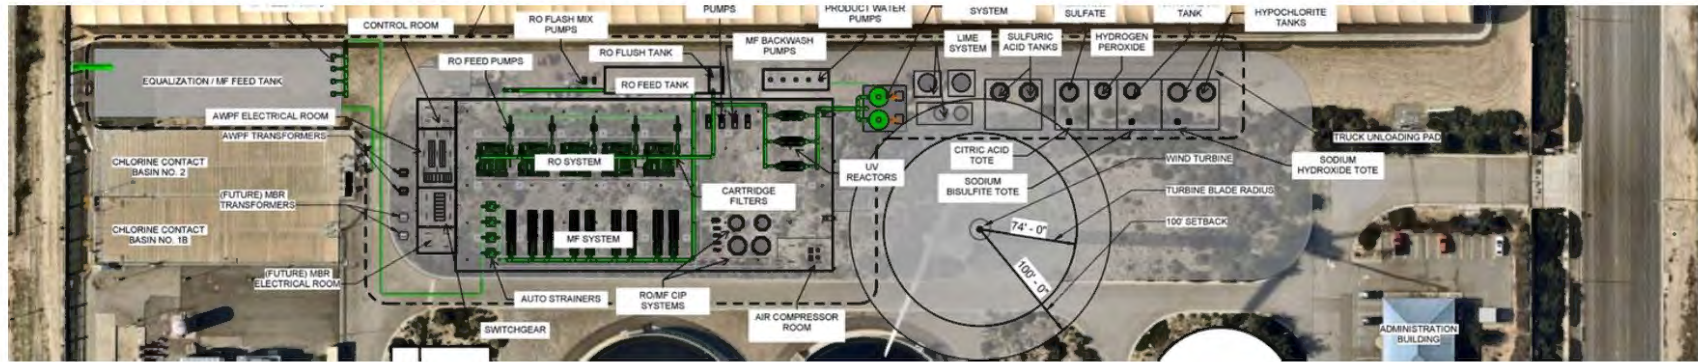 CONTROL ROOM
RO FLASH MIX
PUMPS
PUMPS
PRODUCT WATER
PUMPS
SYSTEM
SULFATE
TANK
HYPOCHLORITE
TANKS
EQUALIZATION / MF FEED TANK
RO FEED PUMPS
RO FLUSH TANK
RO FEED TANK
MF BACKWASH
PUMPS
LIME
SYSTEM
SULFURIC
ACID TANKS
HYDROGEN
PEROXIDE
AWPF ELECTRICAL ROOM
AWPF TRANSFORMERS
CHLORINE CONTACT
BASIN NO. 2
(FUTURE) MBR
TRANSFORMERS
CHLORINE CONTACT
BASIN NO. 1B
(FUTURE) MBR
ELECTRICAL ROOM
RO SYSTEM
CARTRIDGE
FILTERS
MF SYSTEM
UV
REACTORS
CITRIC ACID
TOTE
SODIUM
BISULFITE TOTE
TRUCK UNLOADING PAD
WIND TURBINE
SODIUM
HYDROXIDE TOTE
TURBINE BLADE RADIUS
100' SETBACK
74' - 0"
100' - 0"
AUTO STRAINERS
SWITCHGEAR
RO/MF CIP
SYSTEMS
AIR COMPRESSOR
ROOM
ADMINISTRATION
BUILDING